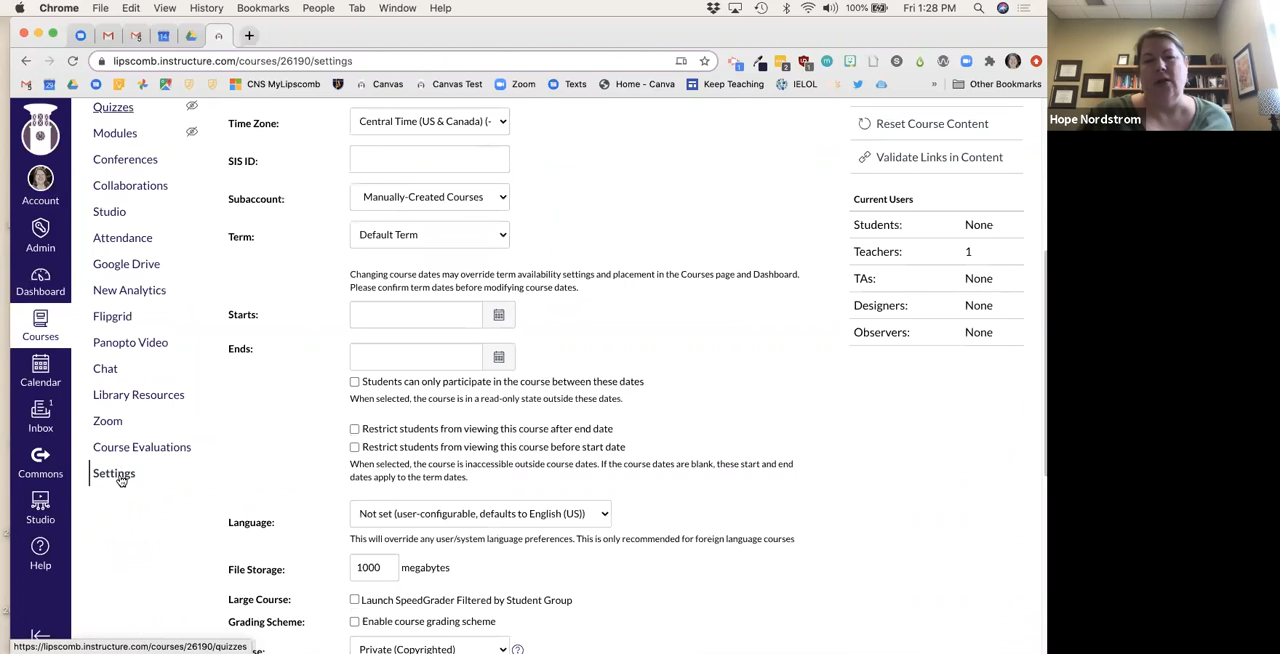 Chrome File Edit View History Bookmarks People Tab Window Help 100% Fri 1:28 PM
lipscomb.instructure.com/courses/26190/settings
CNS MyLipscomb Canvas Canvas Test Zoom Texts Home - Canva Keep Teaching IELOL » Other Bookmarks
Hope Nordstrom
Account
Admin
Dashboard
Courses
Calendar
1
Inbox
Commons
Studio
Help
Quizzes
Modules
Conferences
Collaborations
Studio
Attendance
Google Drive
New Analytics
Flipgrid
Panopto Video
Chat
Library Resources
Zoom
Course Evaluations
Settings
Time Zone: Central Time (US & Canada) (-
SIS ID:
Subaccount: Manually-Created Courses
Term: Default Term
Changing course dates may override term availability settings and placement in the Courses page and Dashboard.
Please confirm term dates before modifying course dates.
Starts:
Ends:
Students can only participate in the course between these dates
When selected, the course is in a read-only state outside these dates.
Restrict students from viewing this course after end date
Restrict students from viewing this course before start date
When selected, the course is inaccessible outside course dates. If the course dates are blank, these start and end
dates apply to the term dates.
Language: Not set (user-configurable, defaults to English (US))
This will override any user/system language preferences. This is only recommended for foreign language courses
File Storage: 1000 megabytes
Large Course: Launch SpeedGrader Filtered by Student Group
Grading Scheme: Enable course grading scheme
Private (Copyrighted)
Reset Course Content
Validate Links in Content
Current Users
Students: None
Teachers: 1
TAs: None
Designers: None
Observers: None
https://lipscomb.instructure.com/courses/26190/quizzes